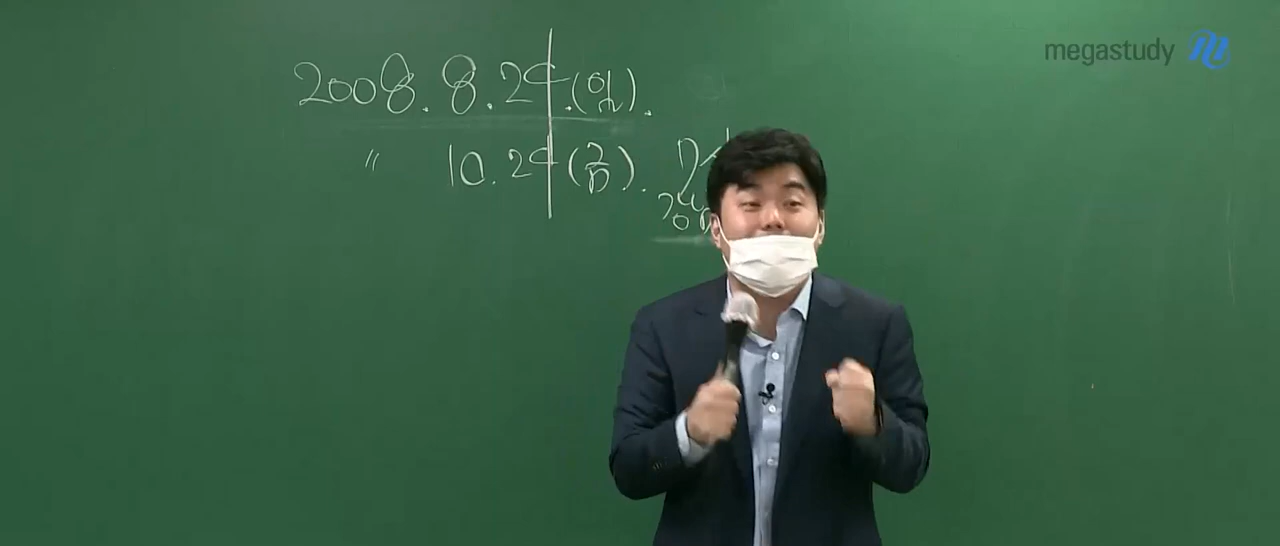 megastudy
2008. 8. 24.(일).
〃 10. 24(금).